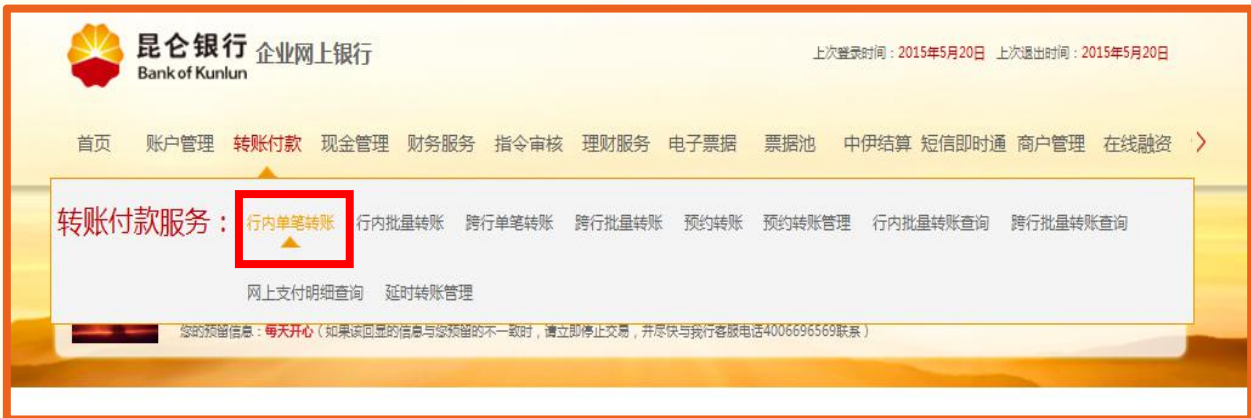 昆仑银行 企业网上银行
Bank of Kunlun
上次登录时间：2015年5月20日 上次退出时间：2015年5月20日
首页 账户管理 转账付款 现金管理 财务服务 指令审核 理财服务 电子票据 票据池 中伊结算 短信即时通 商户管理 在线融资
转账付款服务： 行内单笔转账 行内批量转账 跨行单笔转账 跨行批量转账 预约转账 预约转账管理 行内批量转账查询 跨行批量转账查询
网上支付明细查询 延时转账管理
您的预留信息：每天开心（如果该回显的信息与您预留的不一致时，请立即停止交易，并尽快与我行客服电话4006696569联系）